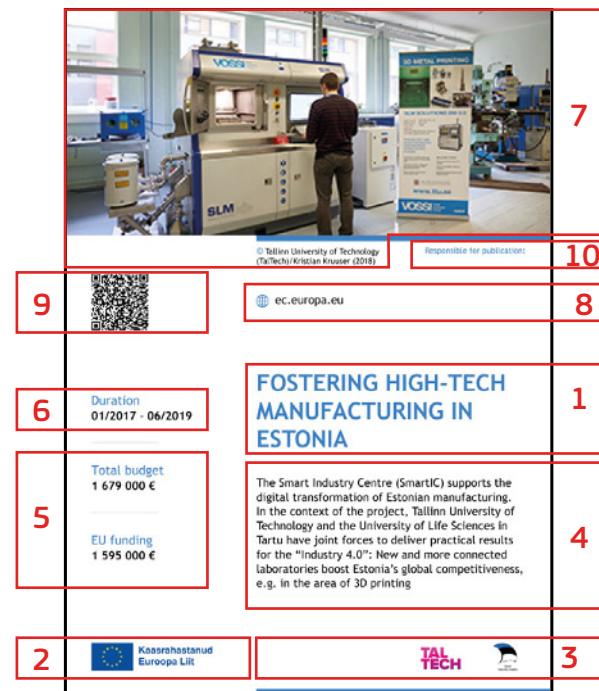 VOSSI
SLM
3D METAL PRINTING
VOSSI
7
© Tallinn University of Technology
(TalTech)/Kristian Kruuser (2018)
Responsible for publication:
10
9
ec.europa.eu
8
6
Duration
01/2017 - 06/2019
FOSTERING HIGH-TECH
MANUFACTURING IN
ESTONIA
1
5
Total budget
1 679 000 €
EU funding
1 595 000 €
The Smart Industry Centre (SmartIC) supports the
digital transformation of Estonian manufacturing.
In the context of the project, Tallinn University of
Technology and the University of Life Sciences in
Tartu have joint forces to deliver practical results
for the “Industry 4.0”: New and more connected
laboratories boost Estonia’s global competitiveness,
e.g. in the area of 3D printing
4
2
Kaasrahastanud
Euroopa Liit
TAL
TECH
3